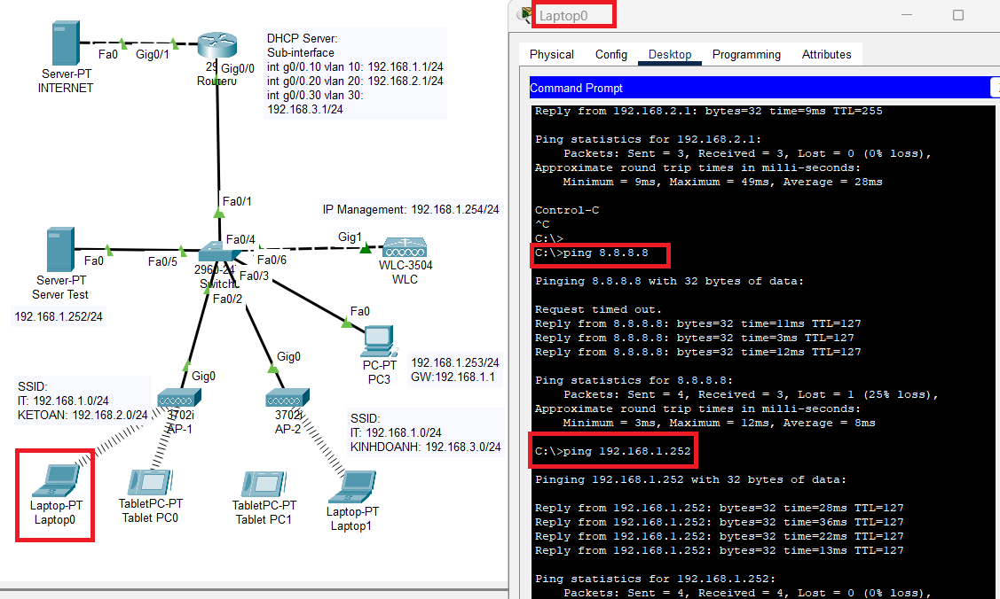 Fa0
Gig0/1
Server-PT
INTERNET
Gig0/0
DHCP Server:
Sub-interface
int g0/0.10 vlan 10: 192.168.1.1/24
int g0/0.20 vlan 20: 192.168.2.1/24
int g0/0.30 vlan 30:
192.168.3.1/24
Fa0/1
IP Management: 192.168.1.254/24
Fa0/4
Gig1
Fa0
Fa0/5
Fa0/6
Fa0/3
Fa0/2
Server-PT
Server Test
192.168.1.252/24
WLC-3504
WLC
Fa0
PC-PT
PC3
192.168.1.253/24
GW:192.168.1.1
Gig0
Gig0
SSID:
IT: 192.168.1.0/24
KETOAN: 192.168.2.0/24
3702i
AP-1
3702i
AP-2
SSID:
IT: 192.168.1.0/24
KINHDOANH: 192.168.3.0/24
Laptop-PT
Laptop0
TabletPC-PT
Tablet PC0
TabletPC-PT
Tablet PC1
Laptop-PT
Laptop1
Laptop0
Physical Config Desktop Programming Attributes
Command Prompt
Reply from 192.168.2.1: bytes=32 time=9ms TTL=255
Ping statistics for 192.168.2.1:
Packets: Sent = 3, Received = 3, Lost = 0 (0% loss),
Approximate round trip times in milli-seconds:
Minimum = 9ms, Maximum = 49ms, Average = 28ms
Control-C
^C
C:\>
C:\>ping 8.8.8.8
Pinging 8.8.8.8 with 32 bytes of data:
Request timed out.
Reply from 8.8.8.8: bytes=32 time=11ms TTL=127
Reply from 8.8.8.8: bytes=32 time=3ms TTL=127
Reply from 8.8.8.8: bytes=32 time=12ms TTL=127
Ping statistics for 8.8.8.8:
Packets: Sent = 4, Received = 3, Lost = 1 (25% loss),
Approximate round trip times in milli-seconds:
Minimum = 3ms, Maximum = 12ms, Average = 8ms
C:\>ping 192.168.1.252
Pinging 192.168.1.252 with 32 bytes of data:
Reply from 192.168.1.252: bytes=32 time=28ms TTL=127
Reply from 192.168.1.252: bytes=32 time=36ms TTL=127
Reply from 192.168.1.252: bytes=32 time=22ms TTL=127
Reply from 192.168.1.252: bytes=32 time=13ms TTL=127
Ping statistics for 192.168.1.252:
Packets: Sent = 4, Received = 4, Lost = 0 (0% loss),